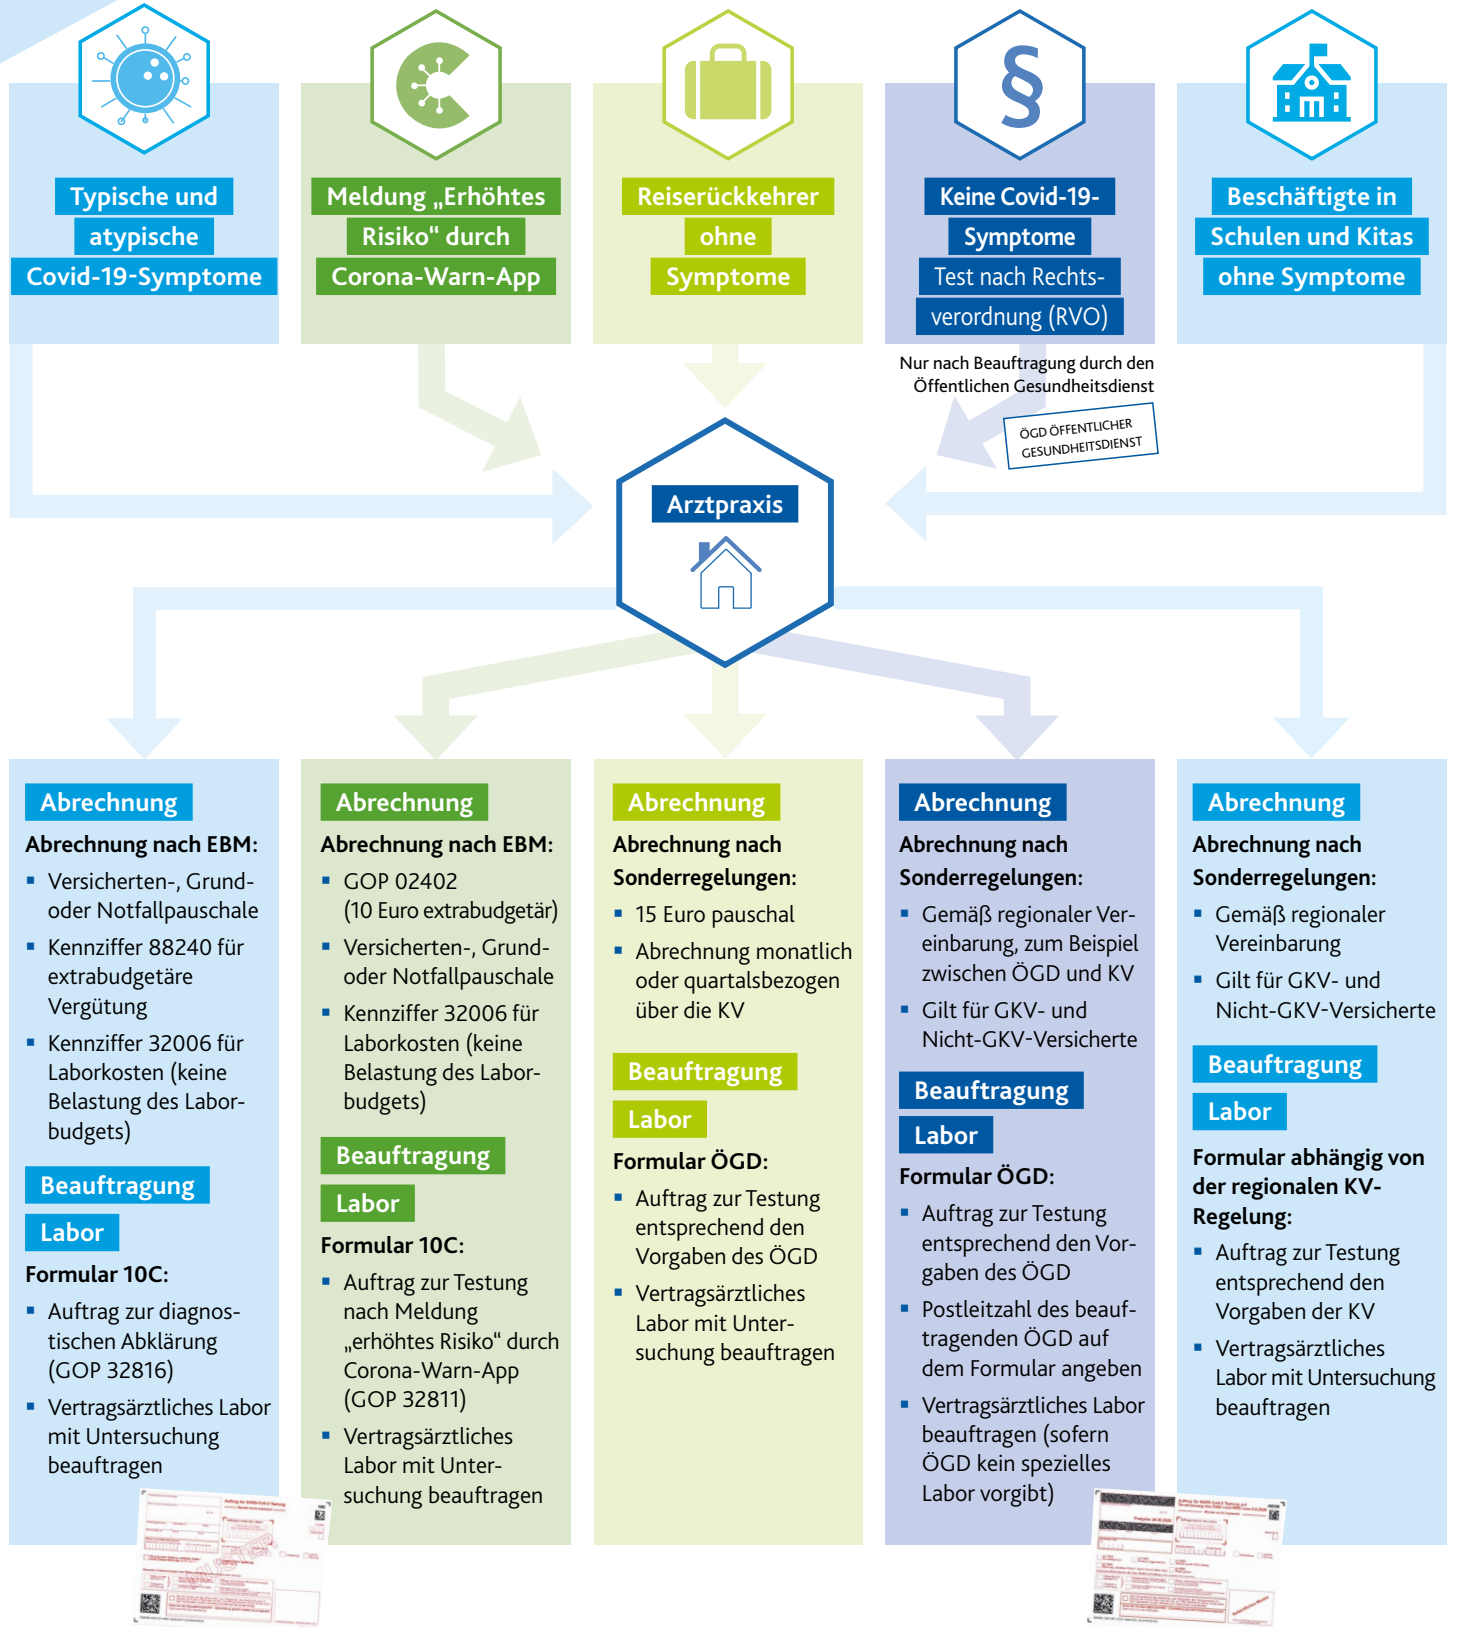 Typische und
atypische
Covid-19-Symptome
Meldung „Erhöhtes
Risiko“ durch
Corona-Warn-App
Reiserückkehrer
ohne
Symptome
§
Keine Covid-19-
Symptome
Test nach Rechts-
verordnung (RVO)
Nur nach Beauftragung durch den
Öffentlichen Gesundheitsdienst
ÖGD ÖFFENTLICHER
GESUNDHEITSDIENST
Beschäftigte in
Schulen und Kitas
ohne Symptome
Arztpraxis
Abrechnung
Abrechnung nach EBM:
▪ Versicherten-, Grund-
oder Notfallpauschale
▪ Kennziffer 88240 für
extrabudgetäre
Vergütung
▪ Kennziffer 32006 für
Laborkosten (keine
Belastung des Labor-
budgets)
Beauftragung
Labor
Formular 10C:
▪ Auftrag zur diagnos-
tischen Abklärung
(GOP 32816)
▪ Vertragsärztliches Labor
mit Untersuchung
beauftragen
Abrechnung
Abrechnung nach EBM:
▪ GOP 02402
(10 Euro extrabudgetär)
▪ Versicherten-, Grund-
oder Notfallpauschale
▪ Kennziffer 32006 für
Laborkosten (keine
Belastung des Labor-
budgets)
Beauftragung
Labor
Formular 10C:
▪ Auftrag zur Testung
nach Meldung
„erhöhtes Risiko“ durch
Corona-Warn-App
(GOP 32811)
▪ Vertragsärztliches
Labor mit Unter-
suchung beauftragen
Abrechnung
Abrechnung nach
Sonderregelungen:
▪ 15 Euro pauschal
▪ Abrechnung monatlich
oder quartalsbezogen
über die KV
Beauftragung
Labor
Formular ÖGD:
▪ Auftrag zur Testung
entsprechend den
Vorgaben des ÖGD
▪ Vertragsärztliches
Labor mit Unter-
suchung beauftragen
Abrechnung
Abrechnung nach
Sonderregelungen:
▪ Gemäß regionaler Ver-
einbarung, zum Beispiel
zwischen ÖGD und KV
▪ Gilt für GKV- und
Nicht-GKV-Versicherte
Beauftragung
Labor
Formular ÖGD:
▪ Auftrag zur Testung
entsprechend den Vor-
gaben des ÖGD
▪ Postleitzahl des beauf-
tragenden ÖGD auf
dem Formular angeben
▪ Vertragsärztliches Labor
beauftragen (sofern
ÖGD kein spezielles
Labor vorgibt)
Abrechnung
Abrechnung nach
Sonderregelungen:
▪ Gemäß regionaler
Vereinbarung
▪ Gilt für GKV- und
Nicht-GKV-Versicherte
Beauftragung
Labor
Formular abhängig von
der regionalen KV-
Regelung:
▪ Auftrag zur Testung
entsprechend den
Vorgaben der KV
▪ Vertragsärztliches
Labor mit Untersuchung
beauftragen
Auftrag für SARS-CoV-2 Testung
MUSTER